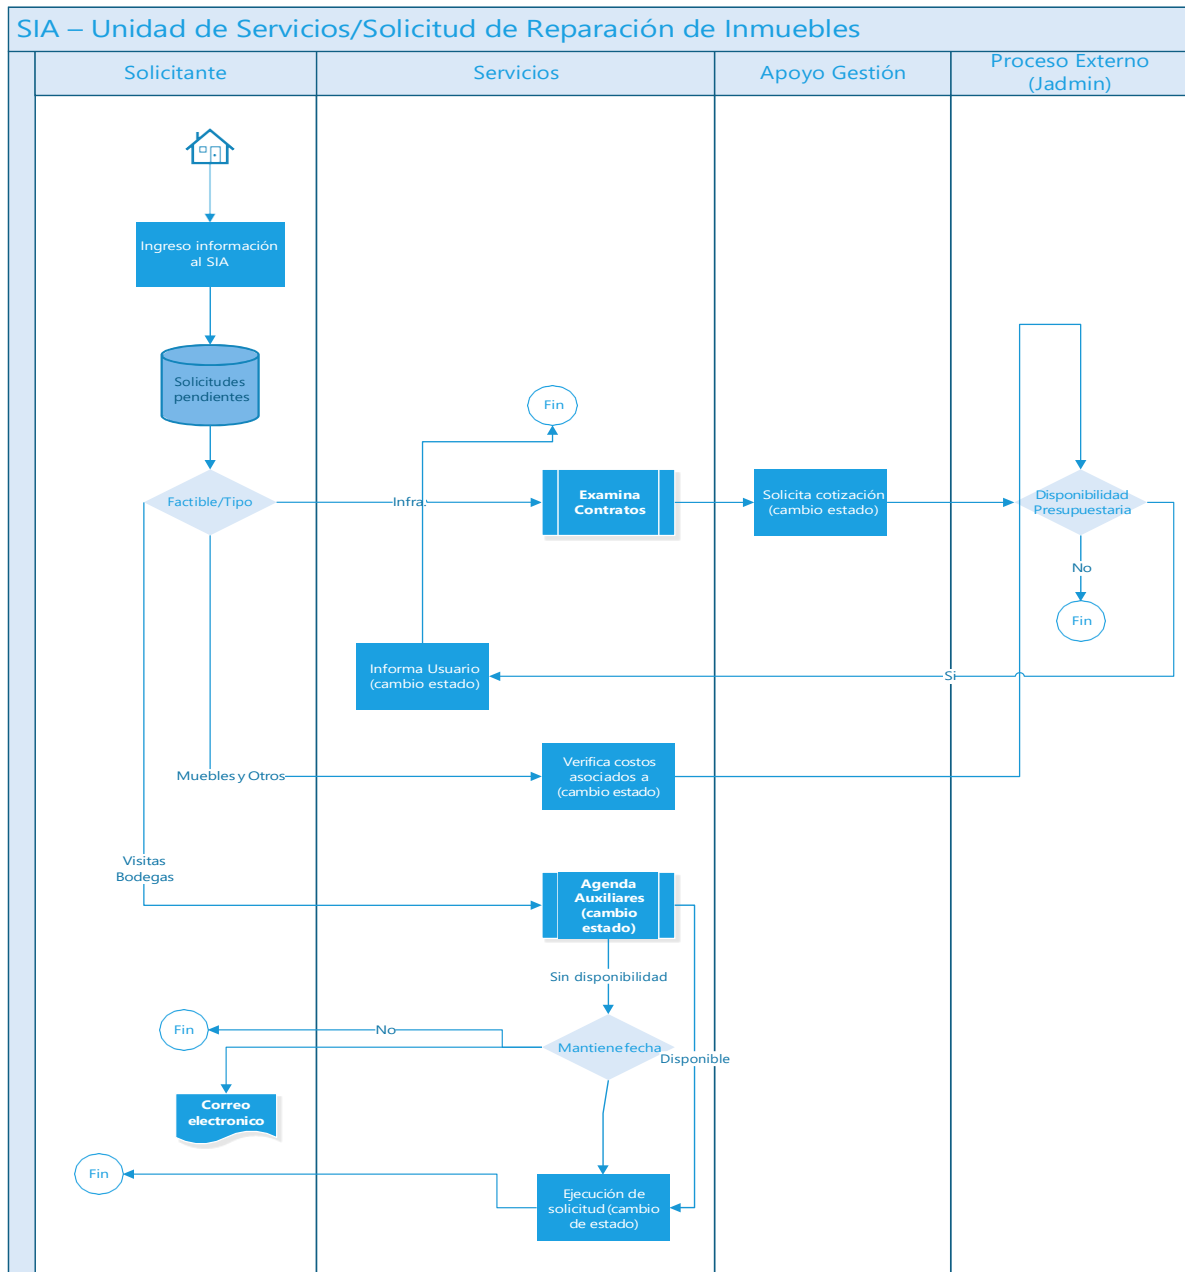 SIA – Unidad de Servicios/Solicitud de Reparación de Inmuebles
Solicitante
Servicios
Apoyo Gestión
Proceso Externo
(Jadmin)
Ingreso información
al SIA
Solicitudes
pendientes
Fin
Factible/Tipo
Infra.
Examina
Contratos
Solicita cotización
(cambio estado)
Disponibilidad
Presupuestaria
No
Fin
Informa Usuario
(cambio estado)
Si
Muebles y Otros
Verifica costos
asociados a
(cambio estado)
Visitas
Bodegas
Agenda
Auxiliares
(cambio
estado)
Sin disponibilidad
Fin
No
Mantiene fecha
Disponible
Correo
electronico
Fin
Ejecución de
solicitud (cambio
de estado)